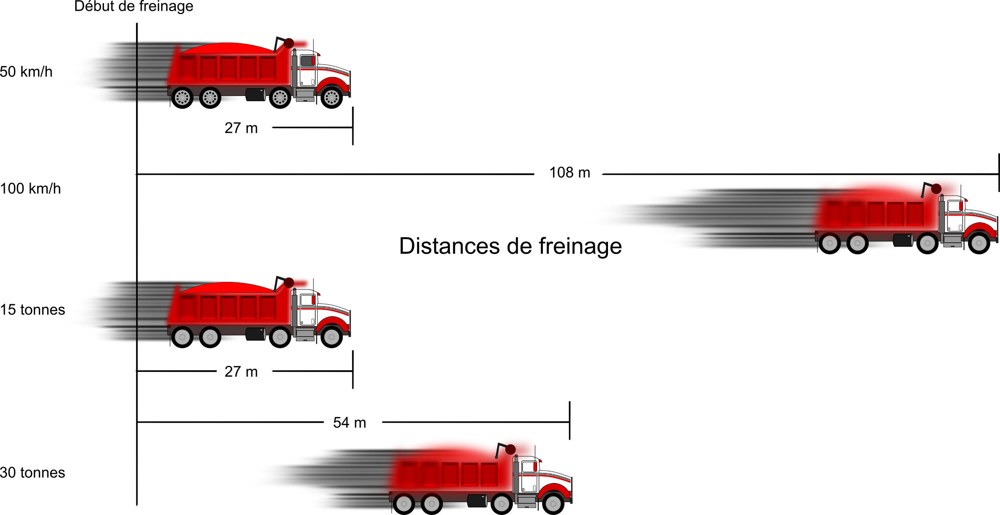 Début de freinage
50 km/h
27 m
108 m
100 km/h
Distances de freinage
15 tonnes
27 m
54 m
30 tonnes